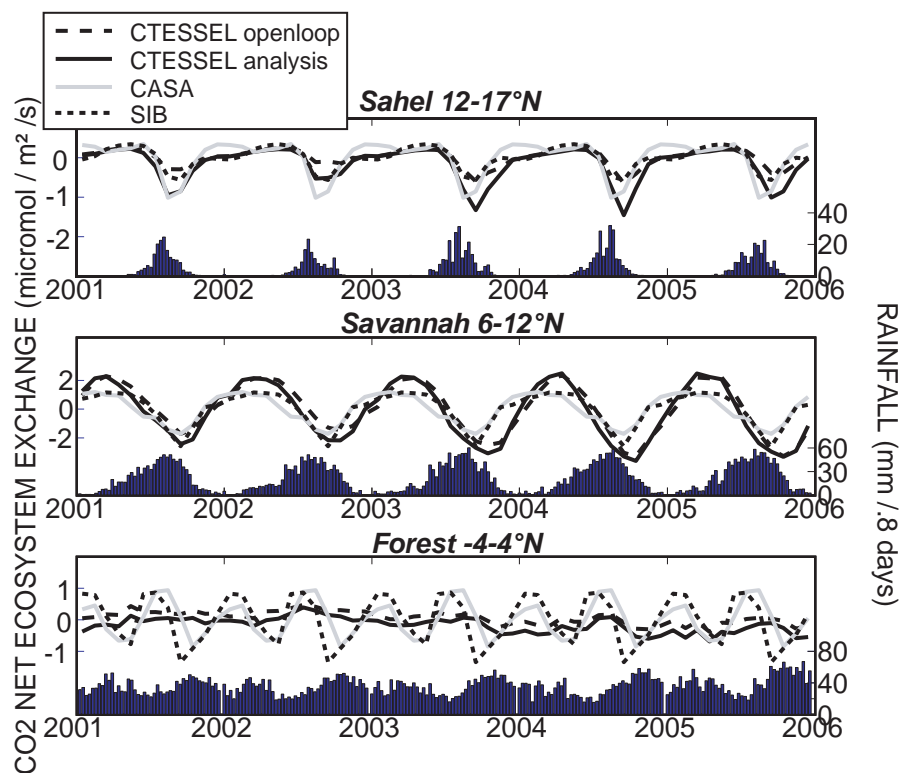 CTESSEL openloop
CTESSEL analysis
CASA
SIB
Sahel 12-17°N
0
-1
-2
40
20
0
2001 2002 2003 2004 2005 2006
Savannah 6-12°N
2
0
-2
60
30
0
2001 2002 2003 2004 2005 2006
Forest -4-4°N
1
0
-1
80
40
0
2001 2002 2003 2004 2005 2006
CO2 NET ECOSYSTEM EXCHANGE (micromol / m² /s)
RAINFALL (mm /.8 days)